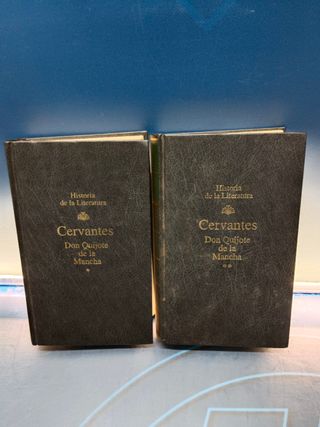 Historia
de la Literatura
Cervantes
Don Quijote
de la
Mancha
*
Historia
de la Literatura
Cervantes
Don Quijote
de la
Mancha
**